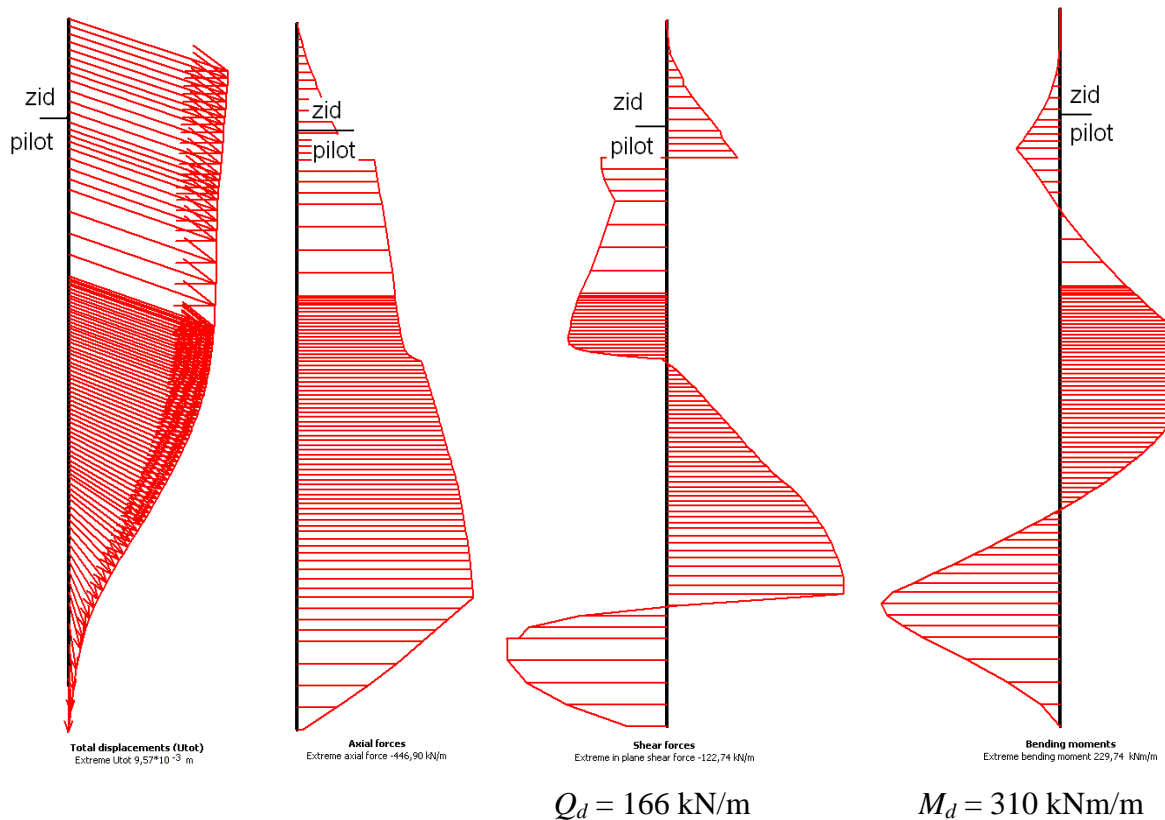 zid
pilot
zid
pilot
zid
pilot
zid
pilot
Total displacements (Utot)
Extreme Utot 9,57*10 -3 m
Axial forces
Extreme axial force -446,90 kN/m
Shear forces
Extreme in plane shear force -122,74 kN/m
Bending moments
Extreme bending moment 229,74 kNm/m
Qd = 166 kN/m
Md = 310 kNm/m